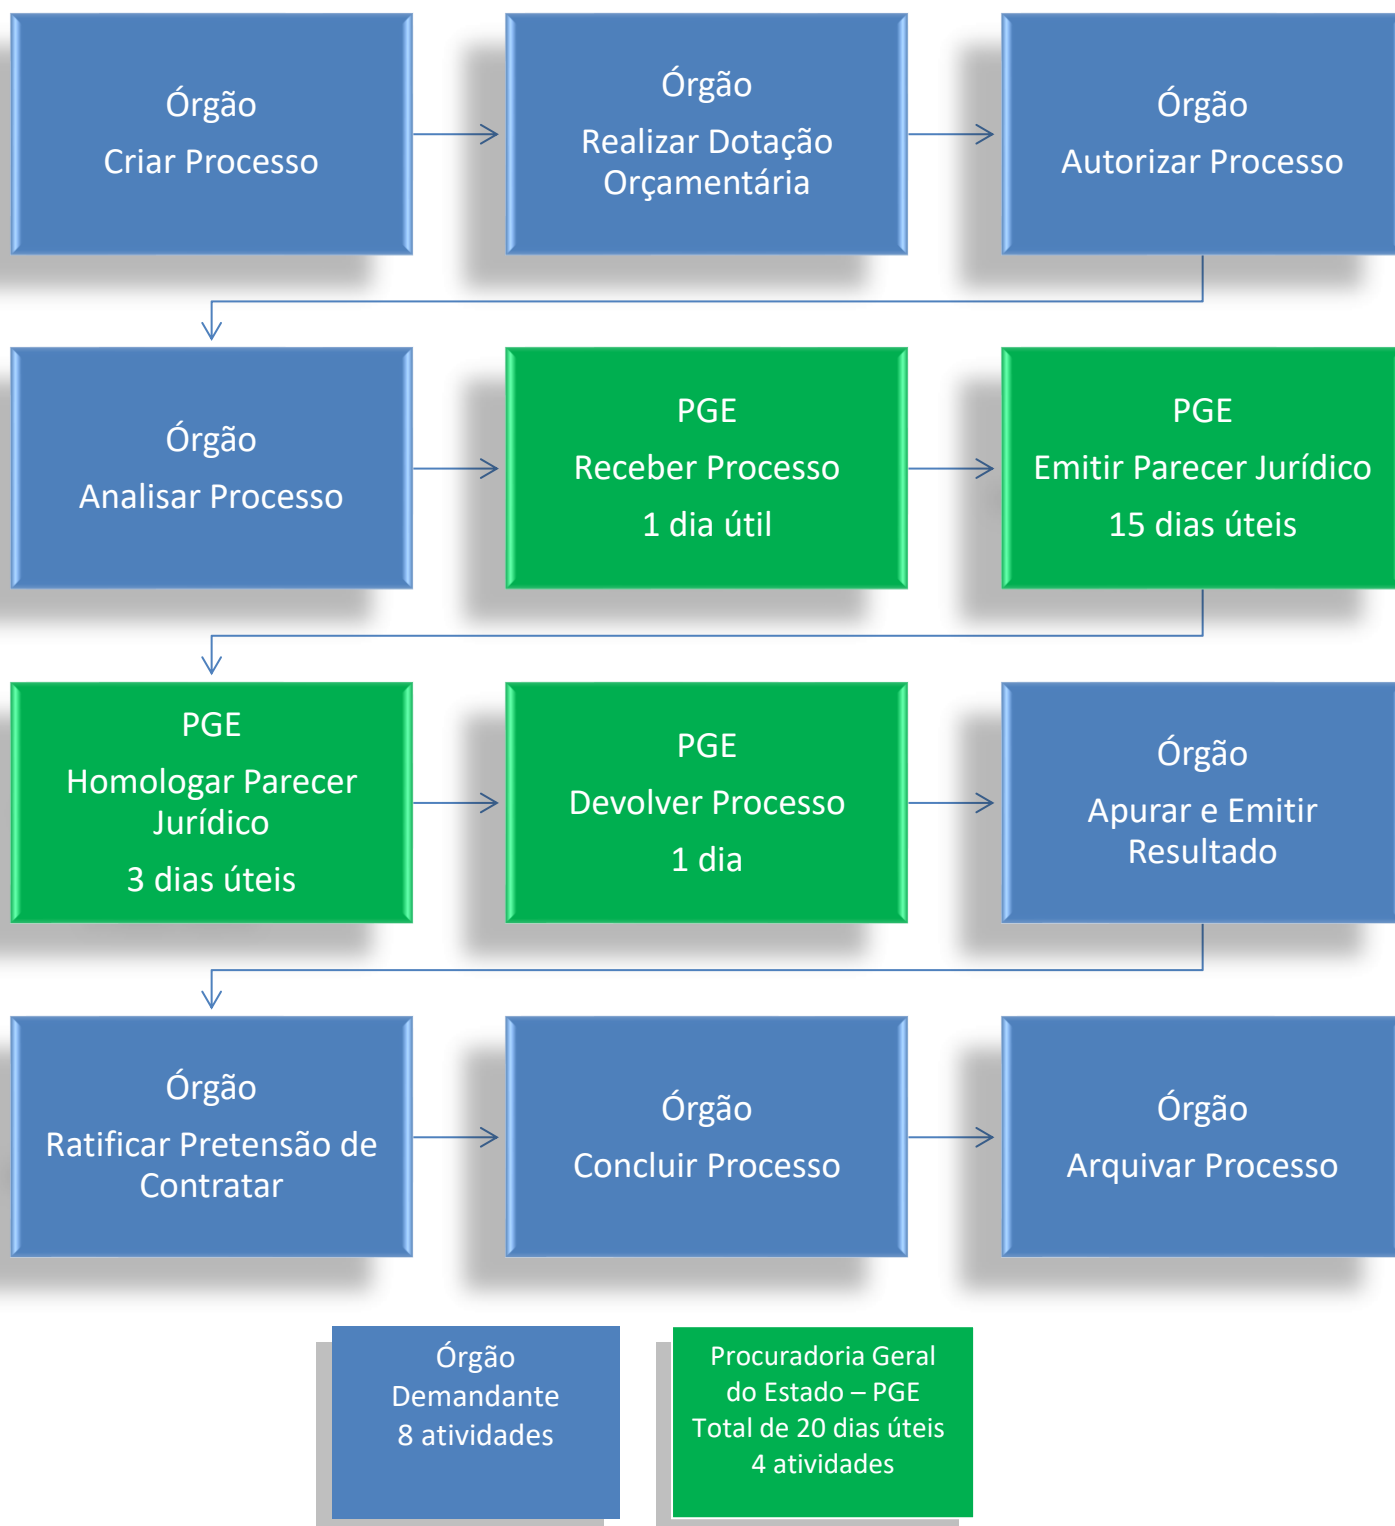 Órgão
Criar Processo
Órgão
Realizar Dotação
Orçamentária
Órgão
Autorizar Processo
Órgão
Analisar Processo
PGE
Receber Processo
1 dia útil
PGE
Emitir Parecer Jurídico
15 dias úteis
PGE
Homologar Parecer
Jurídico
3 dias úteis
PGE
Devolver Processo
1 dia
Órgão
Apurar e Emitir
Resultado
Órgão
Ratificar Pretensão de
Contratar
Órgão
Concluir Processo
Órgão
Arquivar Processo
Órgão
Demandante
8 atividades
Procuradoria Geral
do Estado – PGE
Total de 20 dias úteis
4 atividades